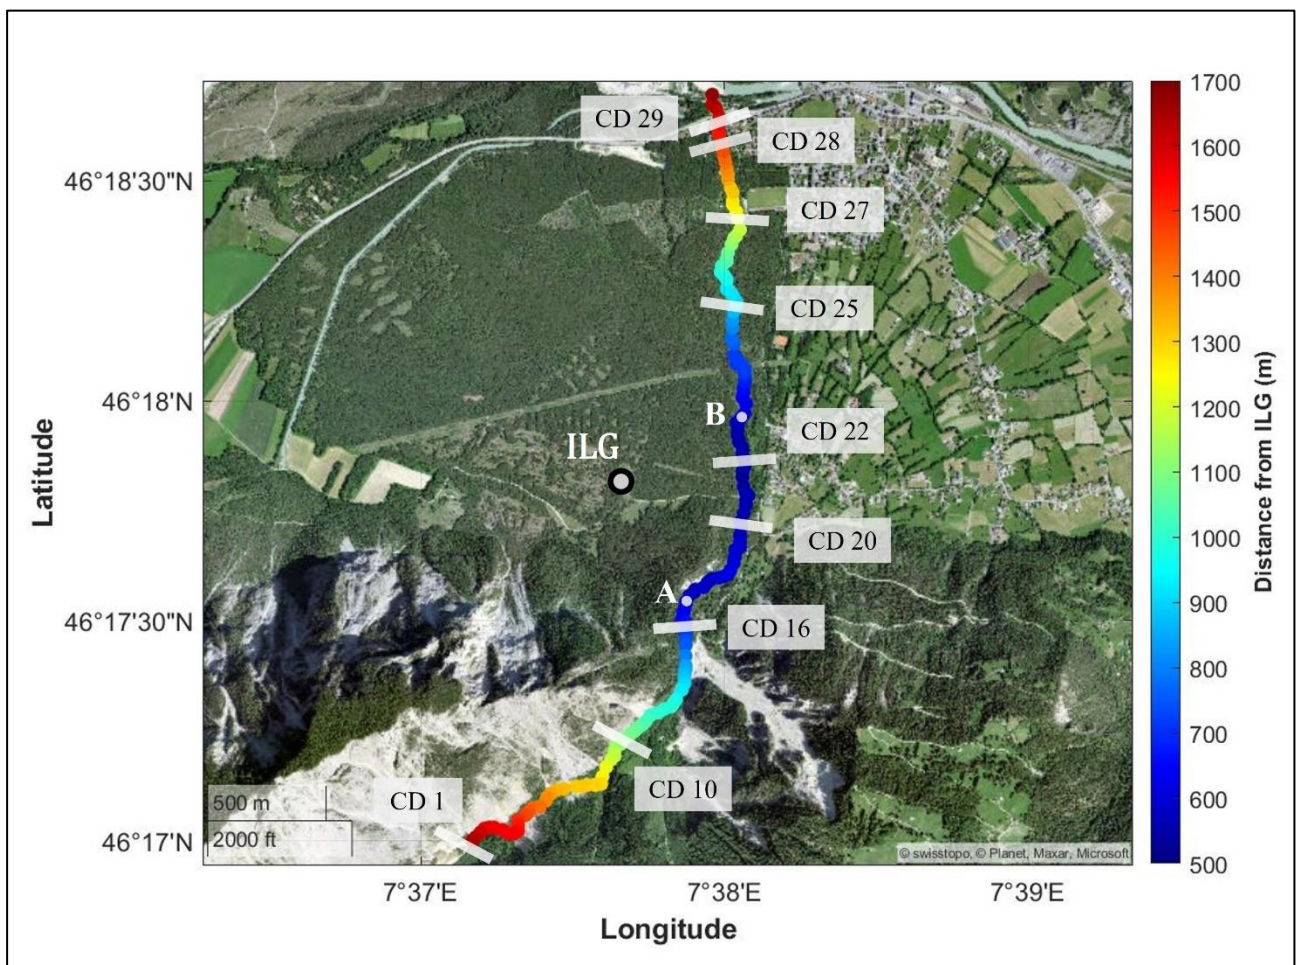 1700
CD 29
CD 28
1600
46°18'30"N
CD 27
1500
1400
CD 25
1300
46°18'N
B
CD 22
1200
ILG
1100
Latitude
Distance from ILG (m)
CD 20
1000
A
900
46°17'30"N
CD 16
800
700
CD 10
CD 1
500 m
600
2000 ft
46°17'N
© swisstopo, © Planet, Maxar, Microsoft
500
7°37'E
7°38'E
7°39'E
Longitude